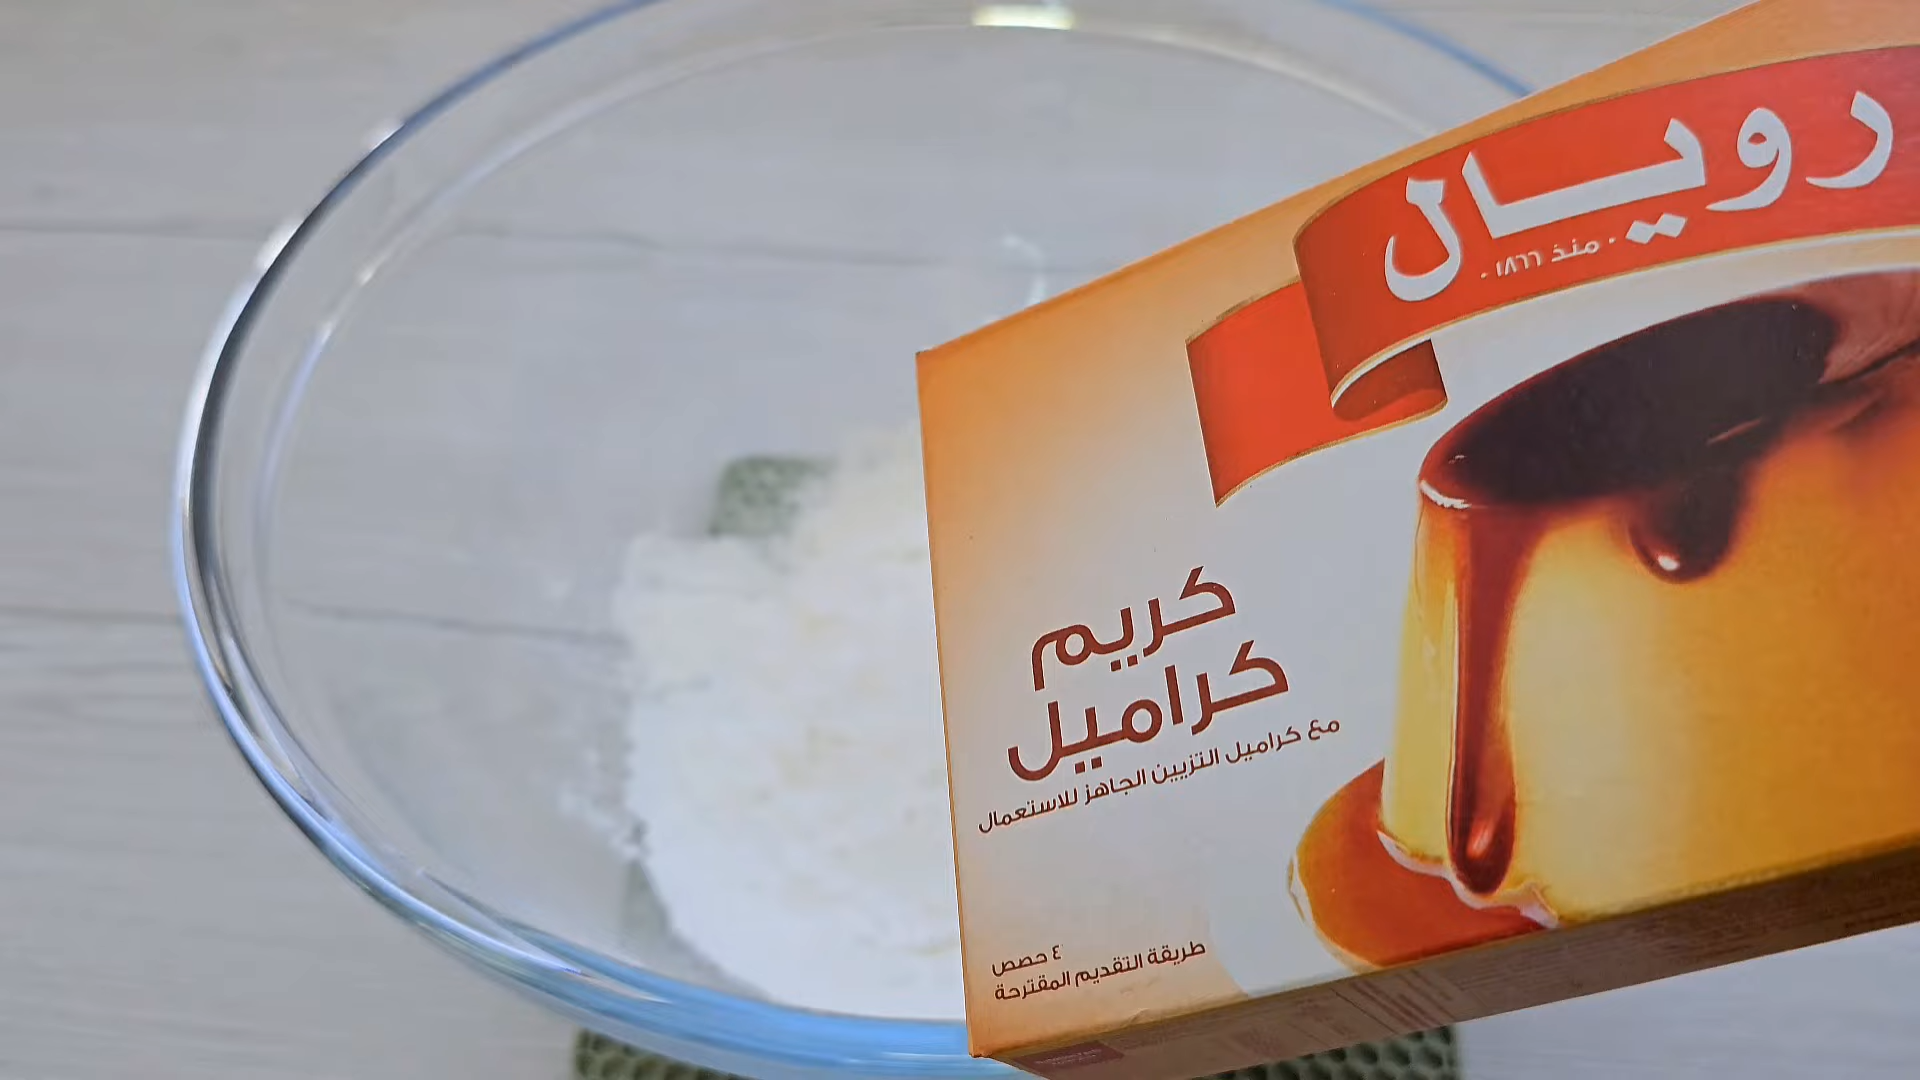 رويال
· منذ ١٨٦٦ ·
كريم
كراميل
مع كراميل التزيين الجاهز للاستعمال
٤ حصص
طريقة التقديم المقترحة